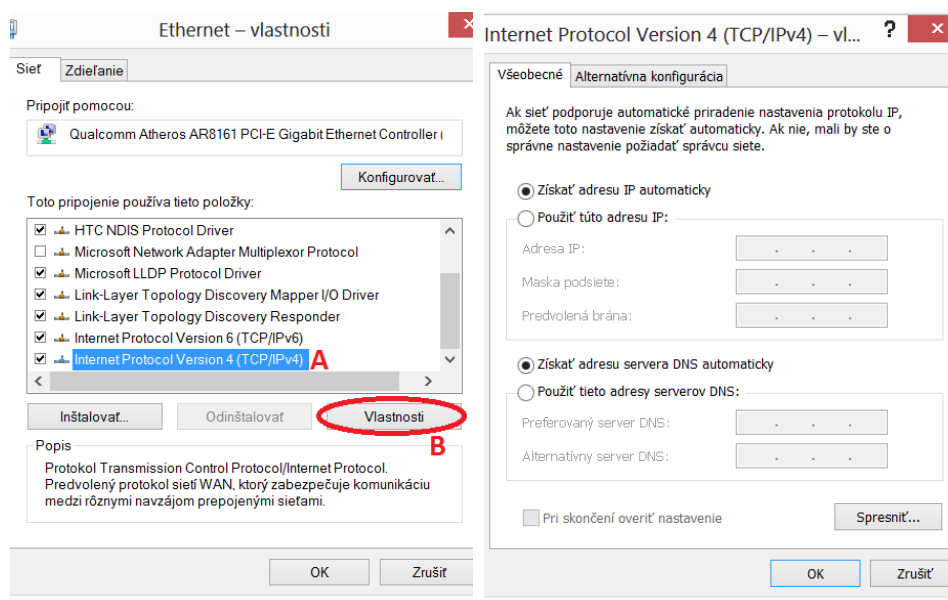 Ethernet – vlastnosti
Sieť
Zdieľanie
Pripojiť pomocou:
Qualcomm Atheros AR8161 PCI-E Gigabit Ethernet Controller (
Konfigurovať...
Toto pripojenie používa tieto položky:
HTC NDIS Protocol Driver
Microsoft Network Adapter Multiplexor Protocol
Microsoft LLDP Protocol Driver
Link-Layer Topology Discovery Mapper I/O Driver
Link-Layer Topology Discovery Responder
Internet Protocol Version 6 (TCP/IPv6)
Internet Protocol Version 4 (TCP/IPv4) A
Inštalovať...
Odinštalovať
Vlastnosti
B
Popis
Protokol Transmission Control Protocol/Internet Protocol.
Predvolený protokol sietí WAN, ktorý zabezpečuje komunikáciu
medzi rôznymi navzájom prepojenými sieťami.
OK
Zrušiť
Internet Protocol Version 4 (TCP/IPv4) – vl... ?
Všeobecné
Alternatívna konfigurácia
Ak sieť podporuje automatické priradenie nastavenia protokolu IP,
môžete toto nastavenie získať automaticky. Ak nie, mali by ste o
správne nastavenie požiadať správcu siete.
Získať adresu IP automaticky
Použiť túto adresu IP:
Adresa IP:
Maska podsiete:
Predvolená brána:
Získať adresu servera DNS automaticky
Použiť tieto adresy serverov DNS:
Preferovaný server DNS:
Alternatívny server DNS:
Pri skončení overiť nastavenie
Spresniť...
OK
Zrušiť